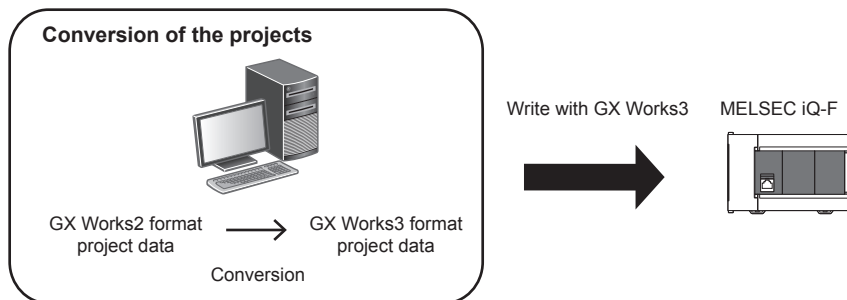 Conversion of the projects
Write with GX Works3
MELSEC iQ-F
GX Works2 format
project data
GX Works3 format
project data
Conversion